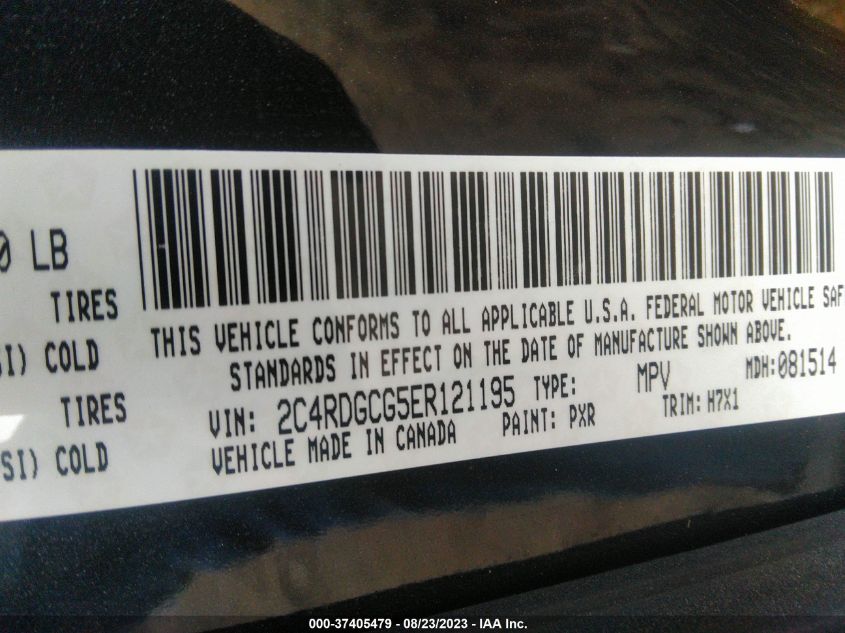 0 LB
TIRES
SI) COLD
TIRES
SI) COLD
THIS VEHICLE CONFORMS TO ALL APPLICABLE U.S.A. FEDERAL MOTOR VEHICLE SAF
STANDARDS IN EFFECT ON THE DATE OF MANUFACTURE SHOWN ABOVE.
VIN: 2C4RDGCG5ER121195 TYPE: MPV MDH:081514
VEHICLE MADE IN CANADA PAINT: PXR TRIM: H7X1
000-37405479 - 08/23/2023 - IAA Inc.